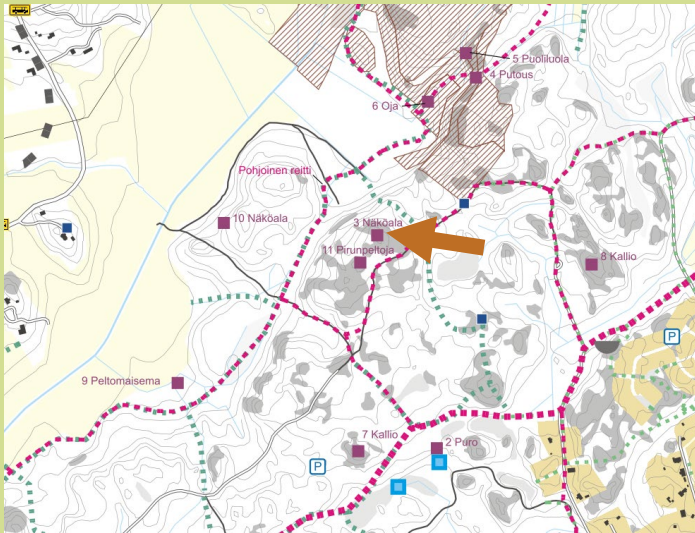 5 Puoliluola
4 Putous
6 Oja
Pohjoinen reitti
10 Näköala
3 Näköala
11 Pirunpeltoja
8 Kallio
P
9 Peltomaisema
7 Kallio
2 Puro
P